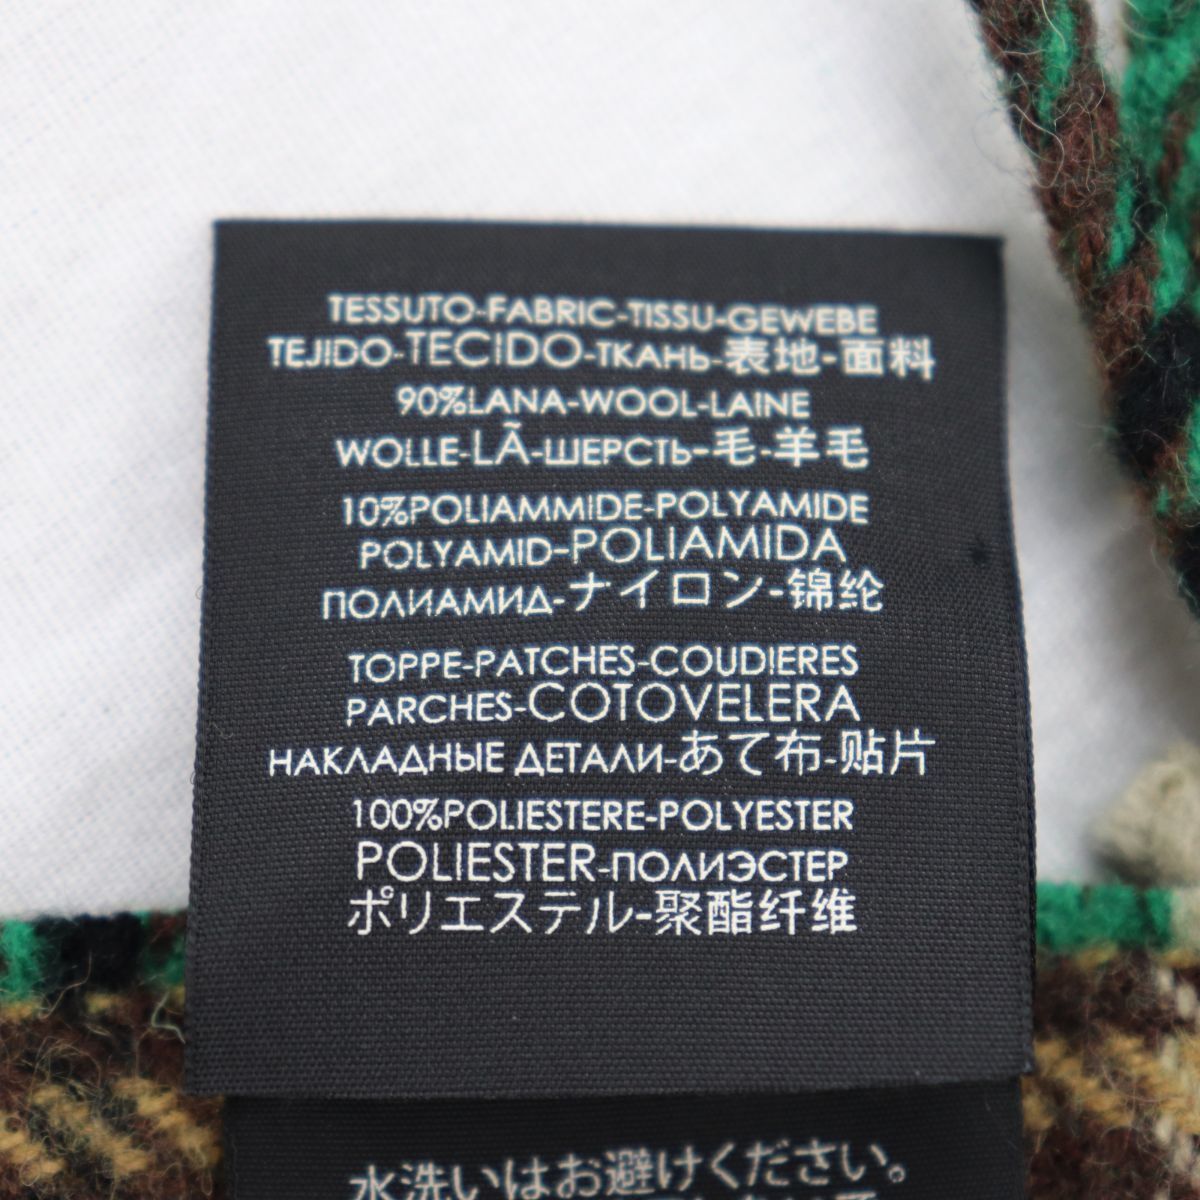 TESSUTO-FABRIC-TISSU-GEWEBE
TEJIDO-TECIDO-ТКАНЬ-表地-面料
90%LANA-WOOL-LAINE
WOLLE-LÃ-ШЕРСТЬ-毛-羊毛
10%POLIAMMIDE-POLYAMIDE
POLYAMID-POLIAMIDA
ПОЛИАМИД-ナイロン-锦纶
TOPPE-PATCHES-COUDIERES
PARCHES-COTOVELERA
НАКЛАДНЫЕ ДЕТАЛИ-あて布-贴片
100%POLIESTERE-POLYESTER
POLIESTER-ПОЛИЭСТЕР
ポリエステル-聚酯纤维
水洗いはお避けください。